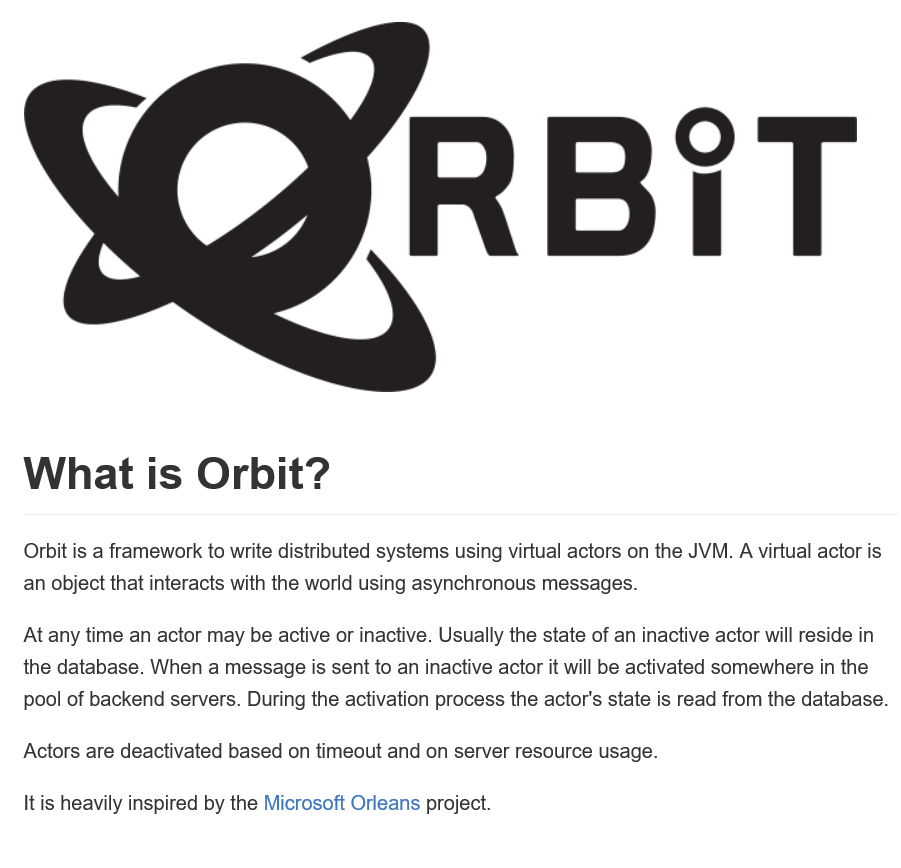 ORBiT
What is Orbit?
Orbit is a framework to write distributed systems using virtual actors on the JVM. A virtual actor is
an object that interacts with the world using asynchronous messages.
At any time an actor may be active or inactive. Usually the state of an inactive actor will reside in
the database. When a message is sent to an inactive actor it will be activated somewhere in the
pool of backend servers. During the activation process the actor's state is read from the database.
Actors are deactivated based on timeout and on server resource usage.
It is heavily inspired by the Microsoft Orleans project.